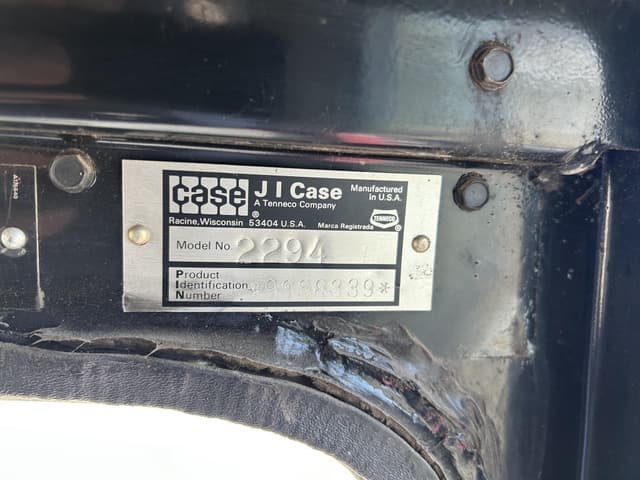 case
®
J I Case
A Tenneco Company
Manufactured
In U.S.A.
Racine, Wisconsin 53404 U.S.A.
Marca Registrada
TENNECO
®
Model No. 2294
Product
Identification
Number